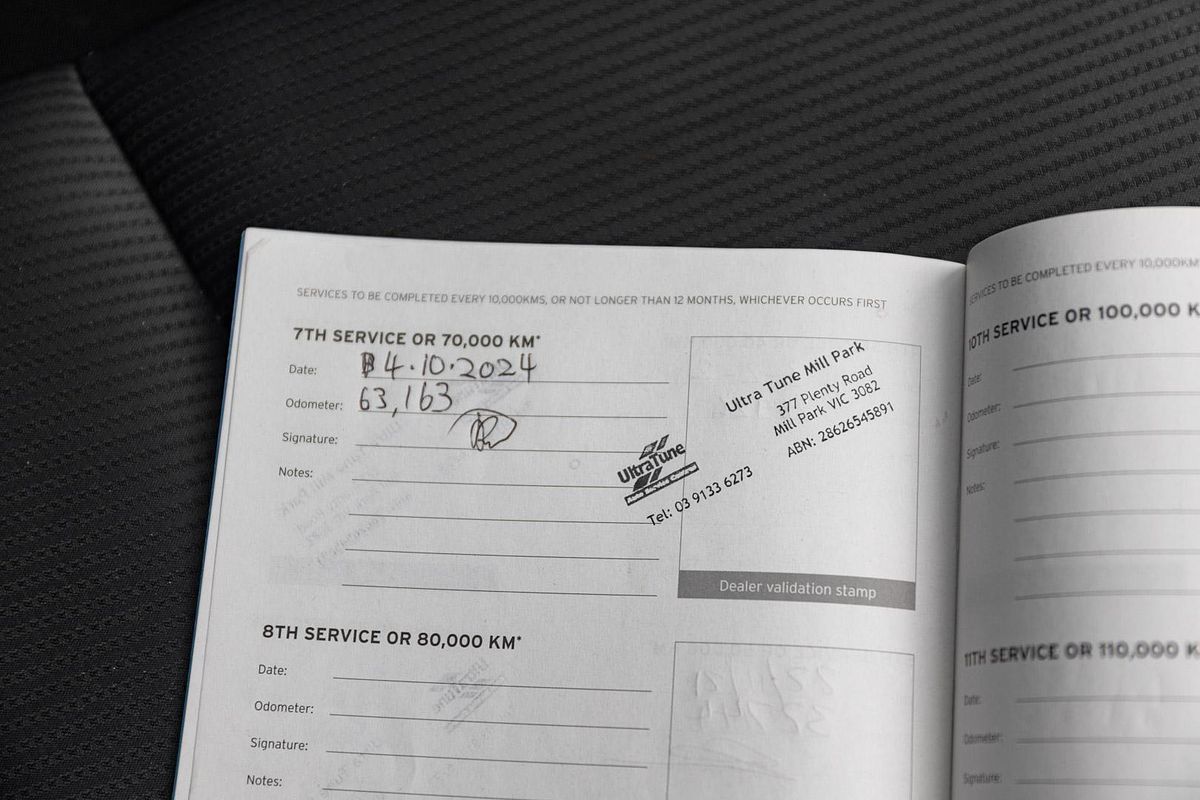 SERVICES TO BE COMPLETED EVERY 10,000KMS, OR NOT LONGER THAN 12 MONTHS, WHICHEVER OCCURS FIRST
7TH SERVICE OR 70,000 KM*
Date: 4.10.2024
Odometer: 63,163
Signature:
Notes:
Ultra Tune Mill Park
377 Plenty Road
Mill Park VIC 3082
ABN: 28626545891
UltraTune
Auto Service Centres
Tel: 03 9133 6273
Dealer validation stamp
8TH SERVICE OR 80,000 KM*
Date:
Odometer:
Signature:
Notes:
SERVICES TO BE COMPLETED EVERY 10,000KM
10TH SERVICE OR 100,000 K
Date:
Odometer:
Signature:
Notes:
11TH SERVICE OR 110,000 K
Date:
Odometer:
Signature: